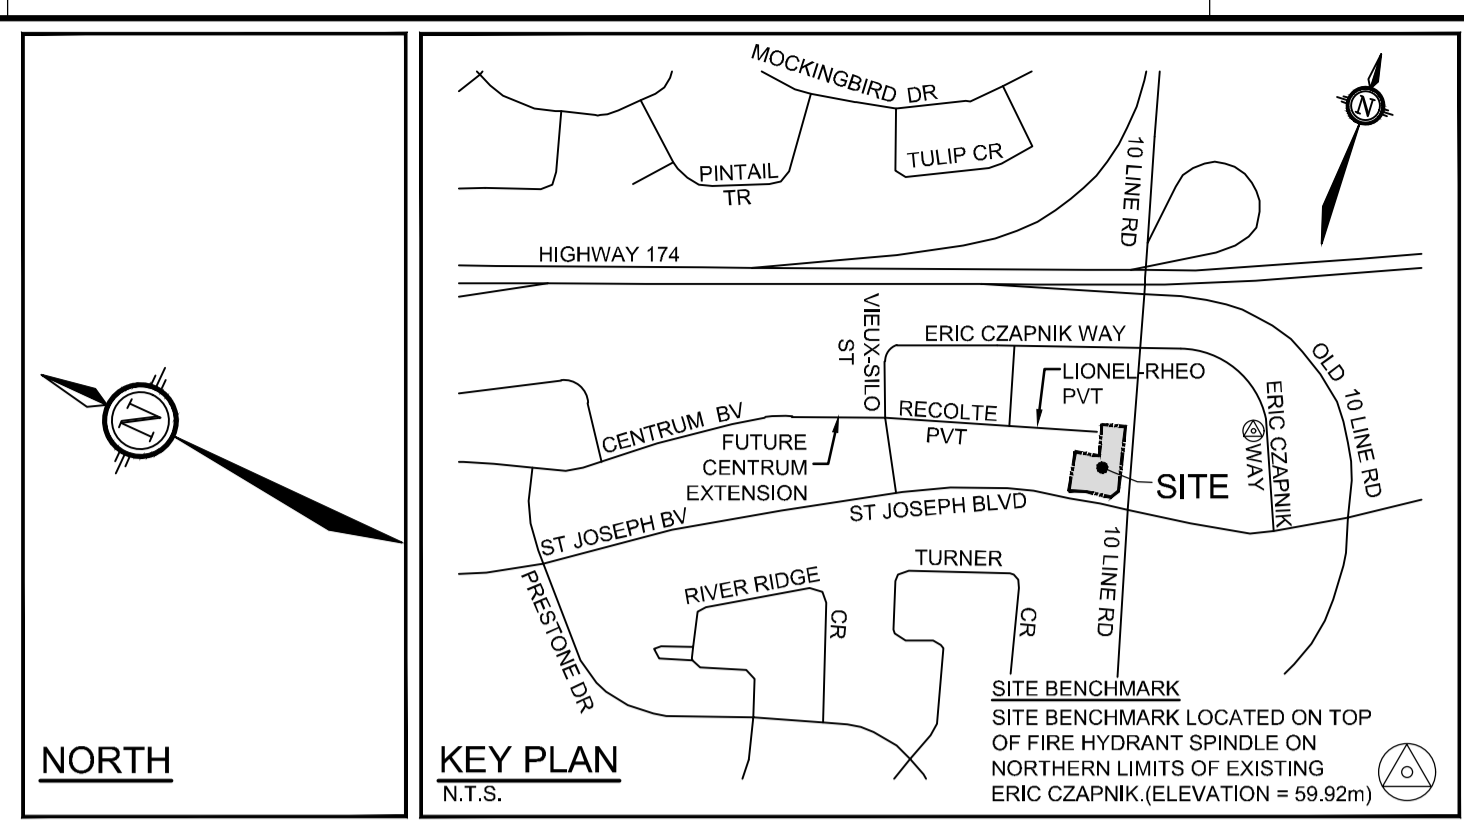 N
NORTH
MOCKINGBIRD DR
N
PINTAIL
TR
TULIP CR
10 LINE RD
HIGHWAY 174
VIEUX-SILO
ST
ERIC CZAPNIK WAY
LIONEL-RHEO
PVT
OLD 10 LINE RD
ERIC CZAPNIK
WAY
RECOLTE
PVT
CENTRUM BV
FUTURE
CENTRUM
EXTENSION
SITE
ST JOSEPH BV
ST JOSEPH BLVD
10 LINE RD
PRESTONE DR
RIVER RIDGE
CR
TURNER
CR
SITE BENCHMARK
SITE BENCHMARK LOCATED ON TOP
OF FIRE HYDRANT SPINDLE ON
NORTHERN LIMITS OF EXISTING
ERIC CZAPNIK.(ELEVATION = 59.92m)
KEY PLAN
N.T.S.